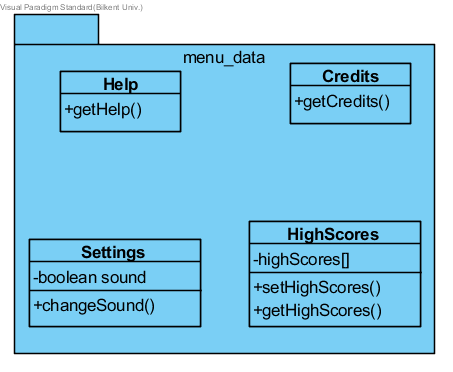 Visual Paradigm Standard(Bilkent Univ.)
menu_data
Help
+getHelp()
Credits
+getCredits()
Settings
-boolean sound
+changeSound()
HighScores
-highScores[]
+setHighScores()
+getHighScores()